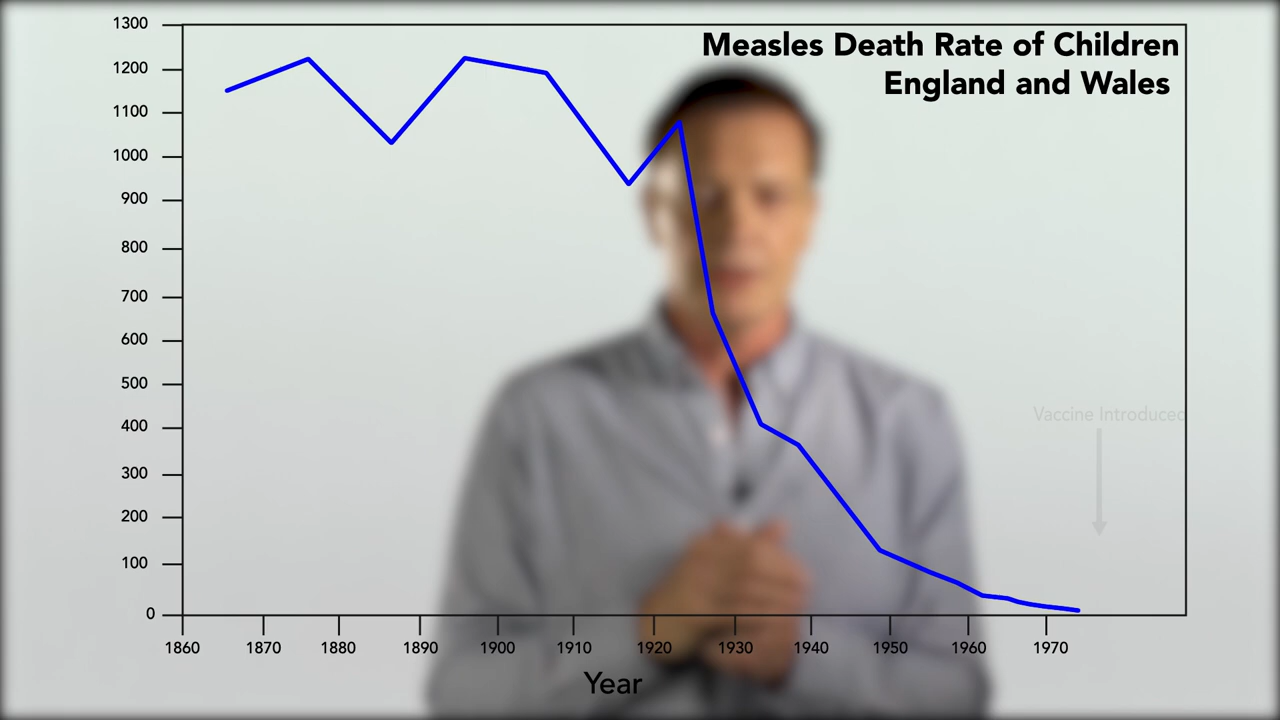 Measles Death Rate of Children
England and Wales
1300
1200
1100
1000
900
800
700
600
500
400
300
200
100
0
Vaccine Introduced
1860 1870 1880 1890 1900 1910 1920 1930 1940 1950 1960 1970
Year